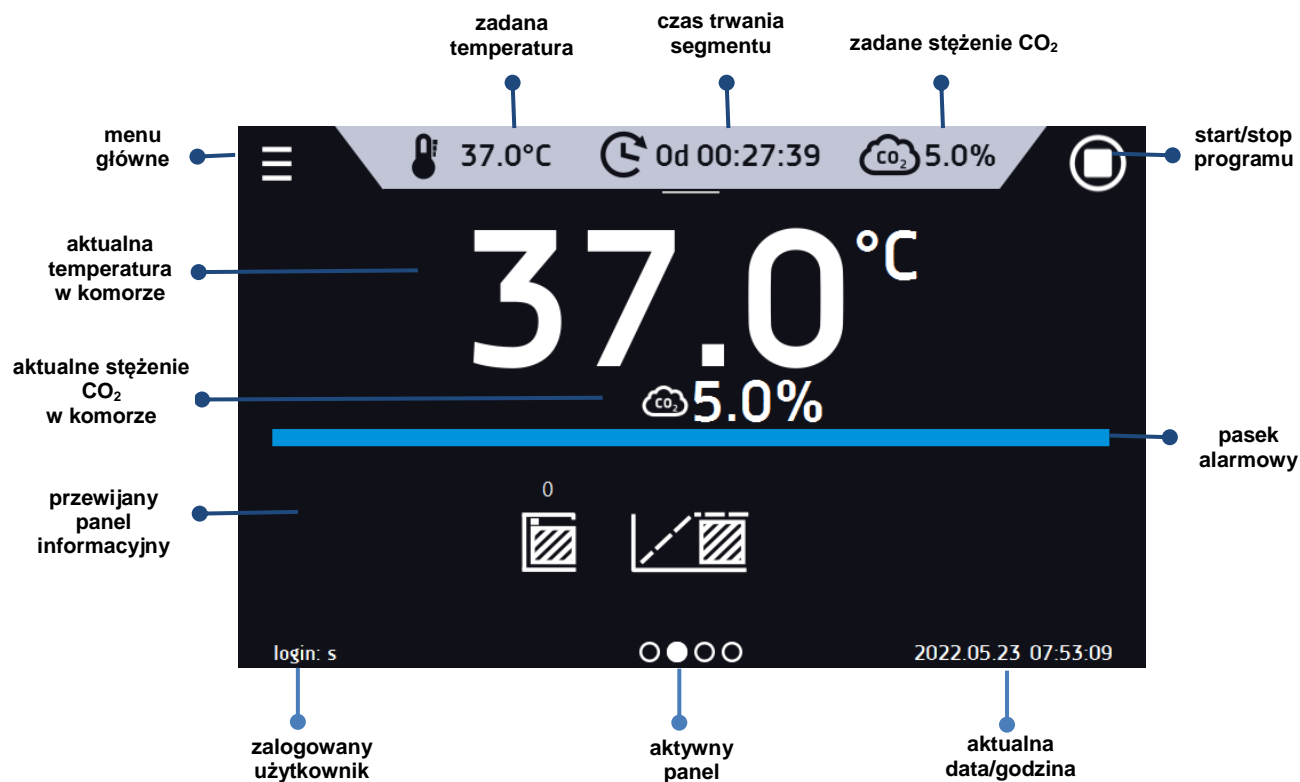 zadana
temperatura
czas trwania
segmentu
zadane stężenie CO₂
menu
główne
37.0°C
0d 00:27:39
CO₂
5.0%
start/stop
programu
aktualna
temperatura
w komorze
37.0°C
aktualne stężenie
CO₂
w komorze
CO₂
5.0%
pasek
alarmowy
przewijany
panel
informacyjny
0
login: s
2022.05.23 07:53:09
zalogowany
użytkownik
aktywny
panel
aktualna
data/godzina